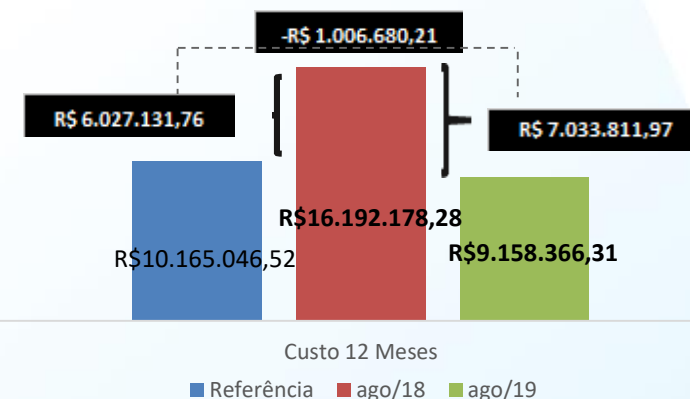 -R$ 1.006.680,21
R$ 6.027.131,76
R$ 7.033.811,97
R$16.192.178,28
R$10.165.046,52
R$9.158.366,31
Custo 12 Meses
Referência ago/18 ago/19